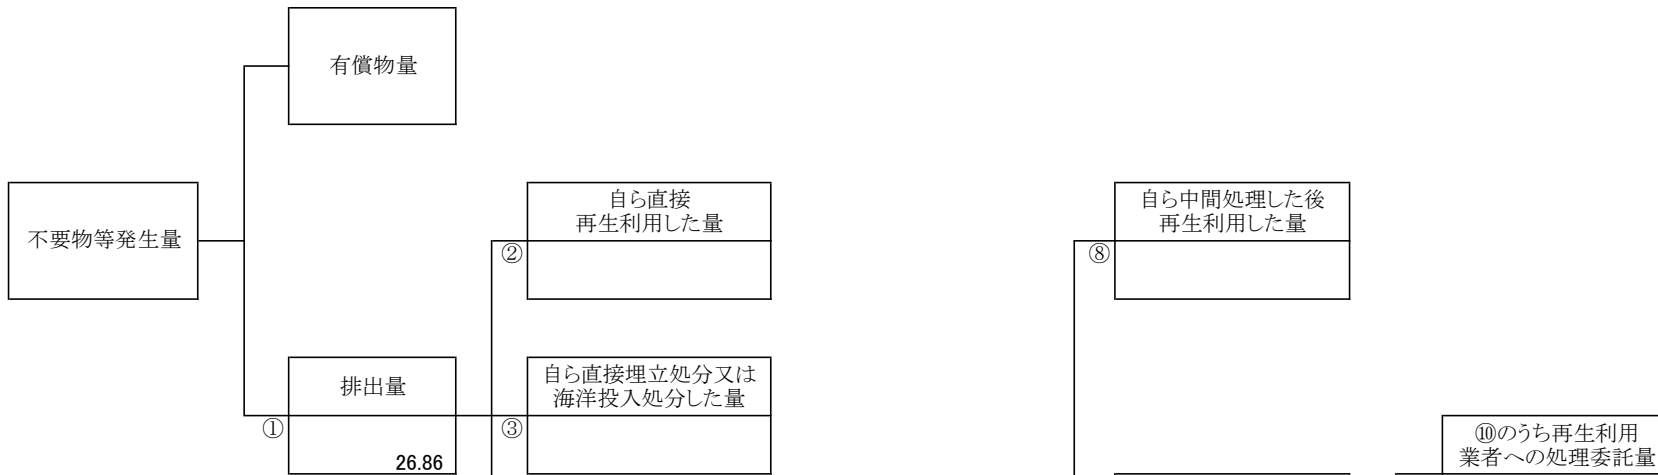 有償物量
不要物等発生量
自ら直接
再生利用した量
②
自ら中間処理した後
再生利用した量
⑧
排出量
①
26.86
自ら直接埋立処分又は
海洋投入処分した量
③
⑩のうち再生利用
業者への処理委託量